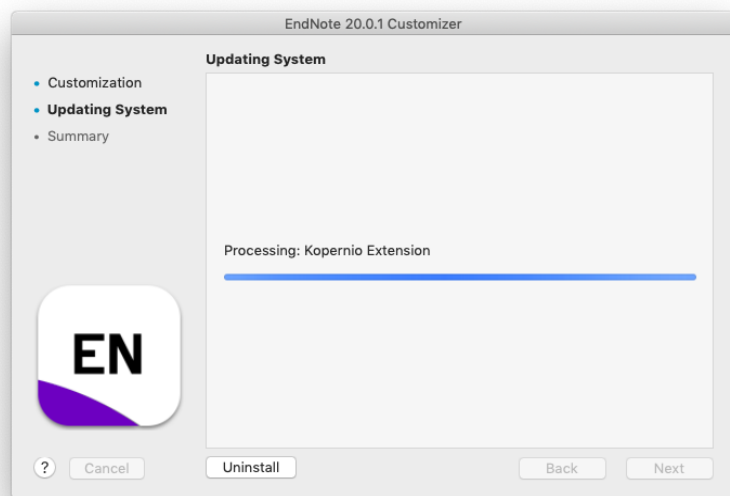 EndNote 20.0.1 Customizer
Updating System
• Customization
• Updating System
• Summary
Processing: Kopernio Extension
EN
?
Cancel
Uninstall
Back
Next